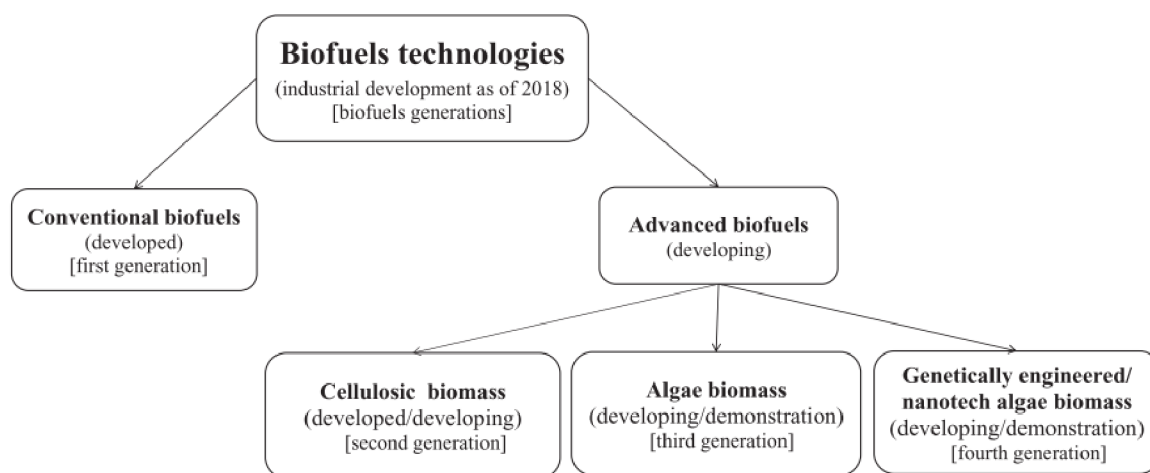 Biofuels technologies
(industrial development as of 2018)
[biofuels generations]
Conventional biofuels
(developed)
[first generation]
Advanced biofuels
(developing)
Cellulosic biomass
(developed/developing)
[second generation]
Algae biomass
(developing/demonstration)
[third generation]
Genetically engineered/
nanotech algae biomass
(developing/demonstration)
[fourth generation]